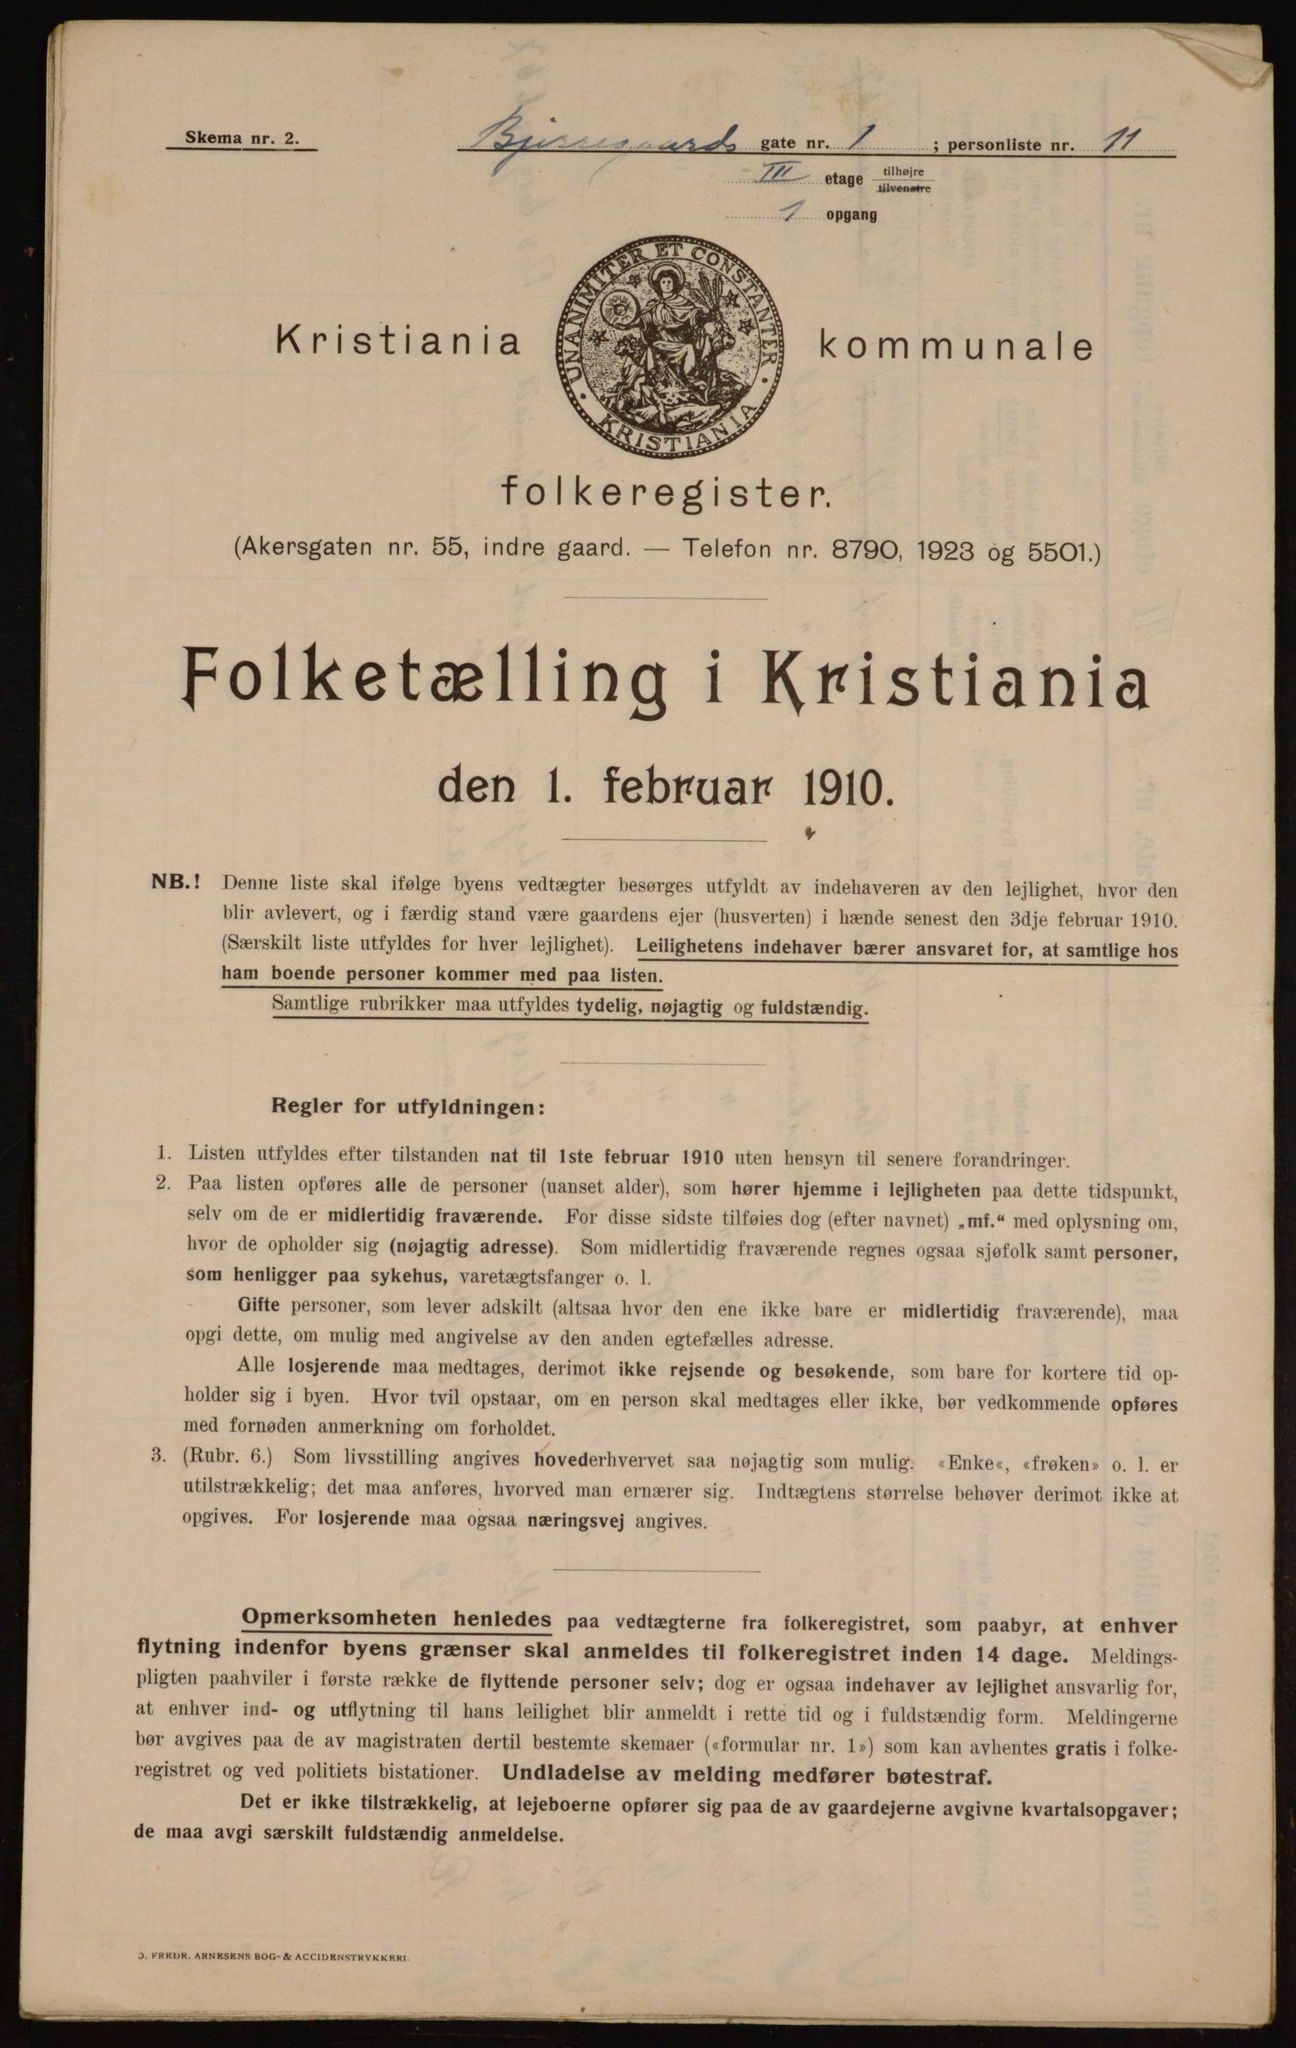 Skema nr. 2.
Bjerregaards gate nr. 1 ; personliste nr. 11
III etage tilhøjre
tilvenstre
1 opgang
UNANIMITER ET CONSTANTER
KRISTIANIA
Kristiania kommunale
folkeregister.
(Akersgaten nr. 55, indre gaard. — Telefon nr. 8790, 1923 og 5501.)
Folketælling i Kristiania
den 1. februar 1910.
NB.! Denne liste skal ifølge byens vedtægter besørges utfyldt av indehaveren av den lejlighet, hvor den
blir avlevert, og i færdig stand være gaardens ejer (husverten) i hænde senest den 3dje februar 1910.
(Særskilt liste utfyldes for hver lejlighet). Leilighetens indehaver bærer ansvaret for, at samtlige hos
ham boende personer kommer med paa listen.
Samtlige rubrikker maa utfyldes tydelig, nøjagtig og fuldstændig.
Regler for utfyldningen:
1. Listen utfyldes efter tilstanden nat til 1ste februar 1910 uten hensyn til senere forandringer.
2. Paa listen opføres alle de personer (uanset alder), som hører hjemme i lejligheten paa dette tidspunkt,
selv om de er midlertidig fraværende. For disse sidste tilføies dog (efter navnet) „mf.“ med oplysning om,
hvor de opholder sig (nøjagtig adresse). Som midlertidig fraværende regnes ogsaa sjøfolk samt personer,
som henligger paa sykehus, varetægtsfanger o. l.
Gifte personer, som lever adskilt (altsaa hvor den ene ikke bare er midlertidig fraværende), maa
opgi dette, om mulig med angivelse av den anden egtefælles adresse.
Alle losjerende maa medtages, derimot ikke rejsende og besøkende, som bare for kortere tid op-
holder sig i byen. Hvor tvil opstaar, om en person skal medtages eller ikke, bør vedkommende opføres
med fornøden anmerkning om forholdet.
3. (Rubr. 6.) Som livsstilling angives hovederhvervet saa nøjagtig som mulig. «Enke«, «frøken» o. l. er
utilstrækkelig; det maa anføres, hvorved man ernærer sig. Indtægtens størrelse behøver derimot ikke at
opgives. For losjerende maa ogsaa næringsvej angives.
Opmerksomheten henledes paa vedtægterne fra folkeregistret, som paabyr, at enhver
flytning indenfor byens grænser skal anmeldes til folkeregistret inden 14 dage. Meldings-
pligten paahviler i første række de flyttende personer selv; dog er ogsaa indehaver av lejlighet ansvarlig for,
at enhver ind- og utflytning til hans leilighet blir anmeldt i rette tid og i fuldstændig form. Meldingerne
bør avgives paa de av magistraten dertil bestemte skemaer («formular nr. 1») som kan avhentes gratis i folke-
registret og ved politiets bistationer. Undladelse av melding medfører bøtestraf.
Det er ikke tilstrækkelig, at lejeboerne opfører sig paa de av gaardejerne avgivne kvartalsopgaver;
de maa avgi særskilt fuldstændig anmeldelse.
O. FREDR. ARNESENS BOG- & ACCIDENSTRYKKERI.